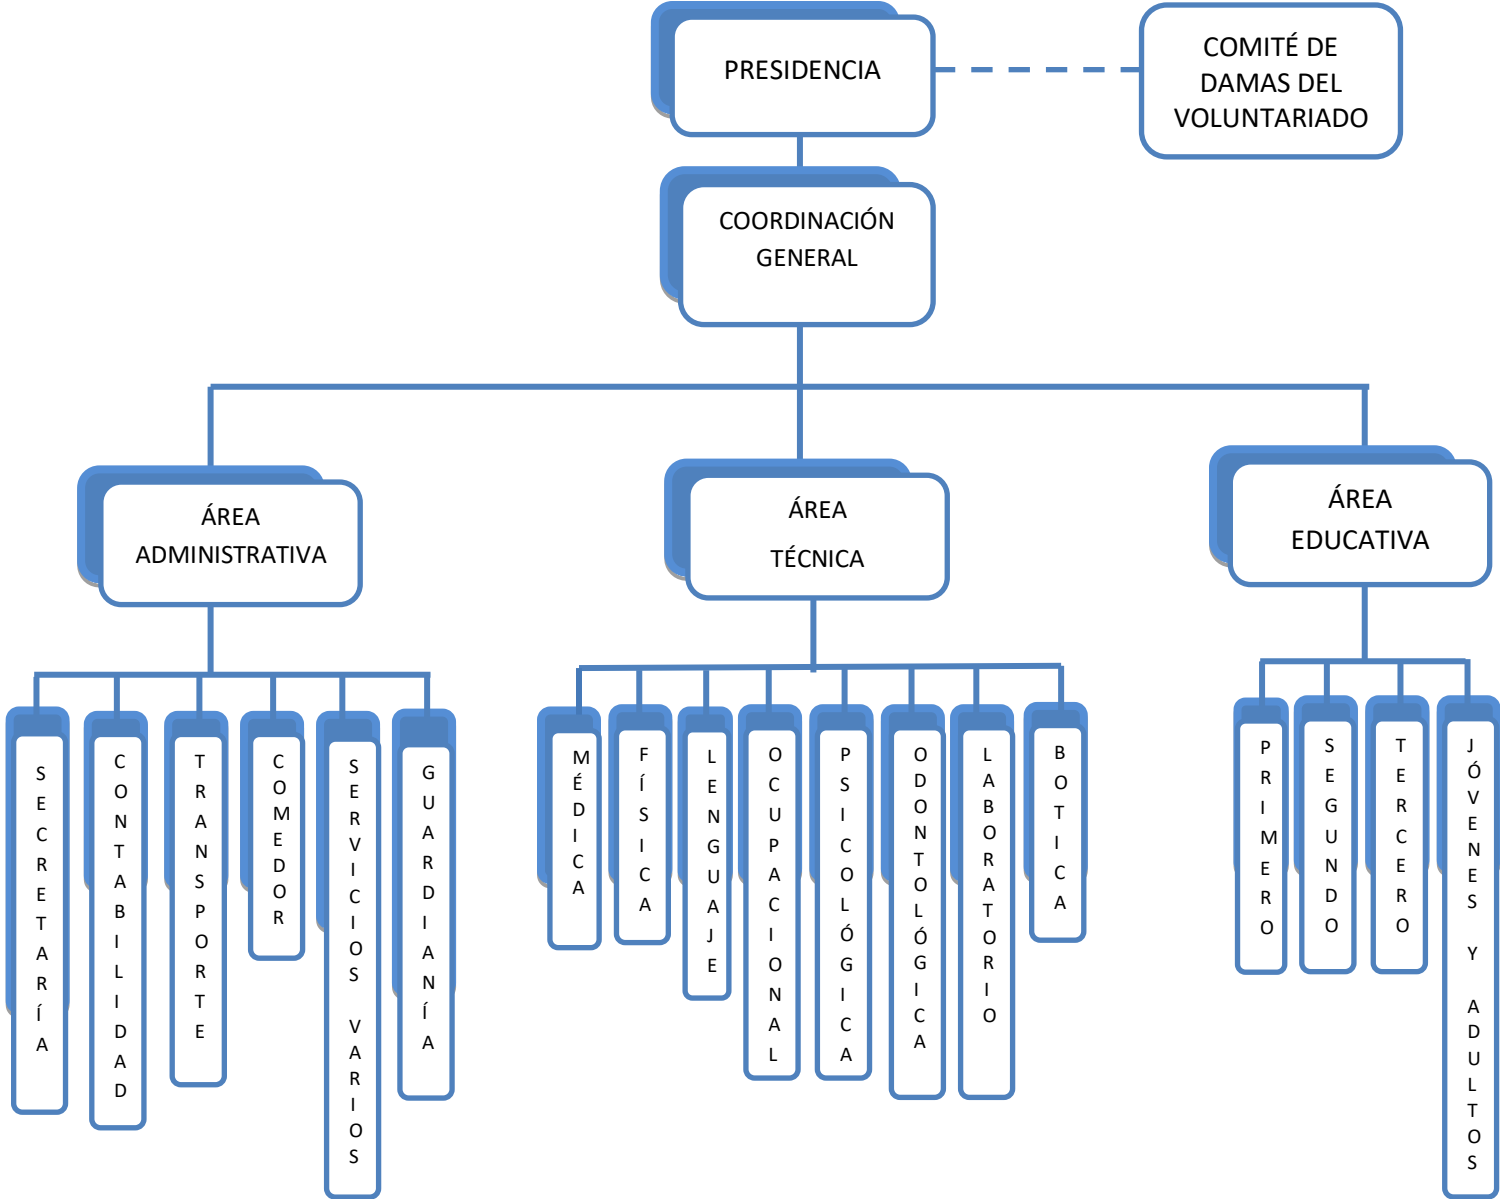 PRESIDENCIA
COMITÉ DE
DAMAS DEL
VOLUNTARIADO
COORDINACIÓN
GENERAL
ÁREA
ADMINISTRATIVA
ÁREA
TÉCNICA
ÁREA
EDUCATIVA
SECRETARÍA
CONTABILIDAD
TRANSPORTE
COMEDOR
SERVICIOS VARIOS
GUARDIANÍA
MÉDICA
FÍSICA
LENGUAJE
OCUPACIONAL
PSICOLÓGICA
ODONTOLÓGICA
LABORATORIO
BOTICA
PRIMERO
SEGUNDO
TERCERO
JÓVENES Y ADULTOS